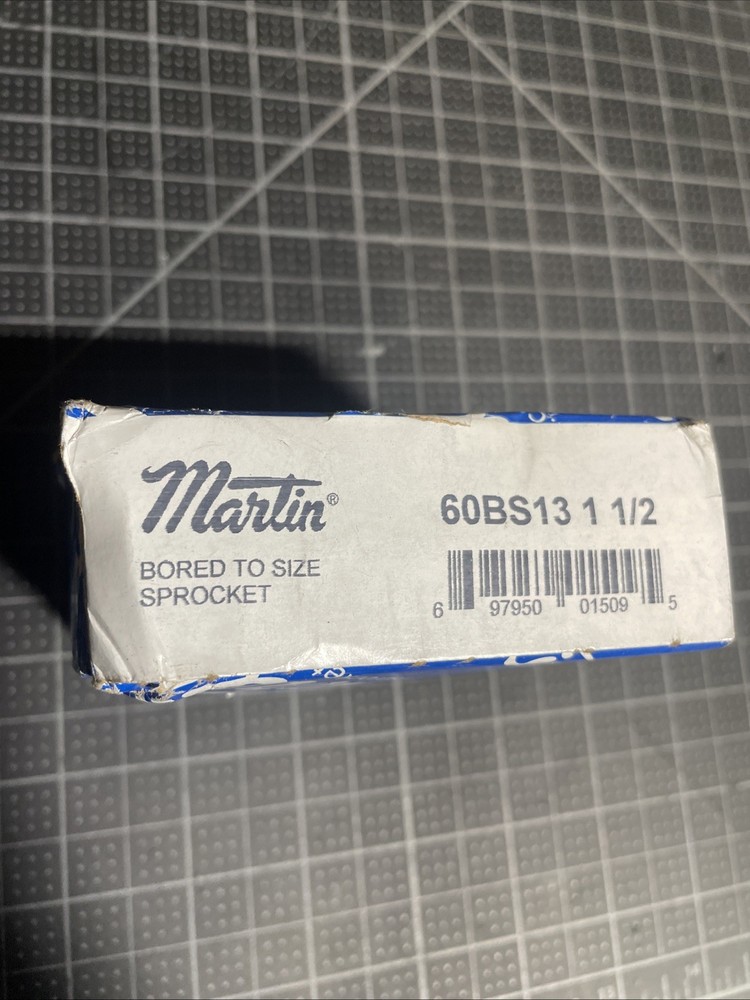 Martin®
BORED TO SIZE
SPROCKET
60BS13 1 1/2
6 97950 01509 5